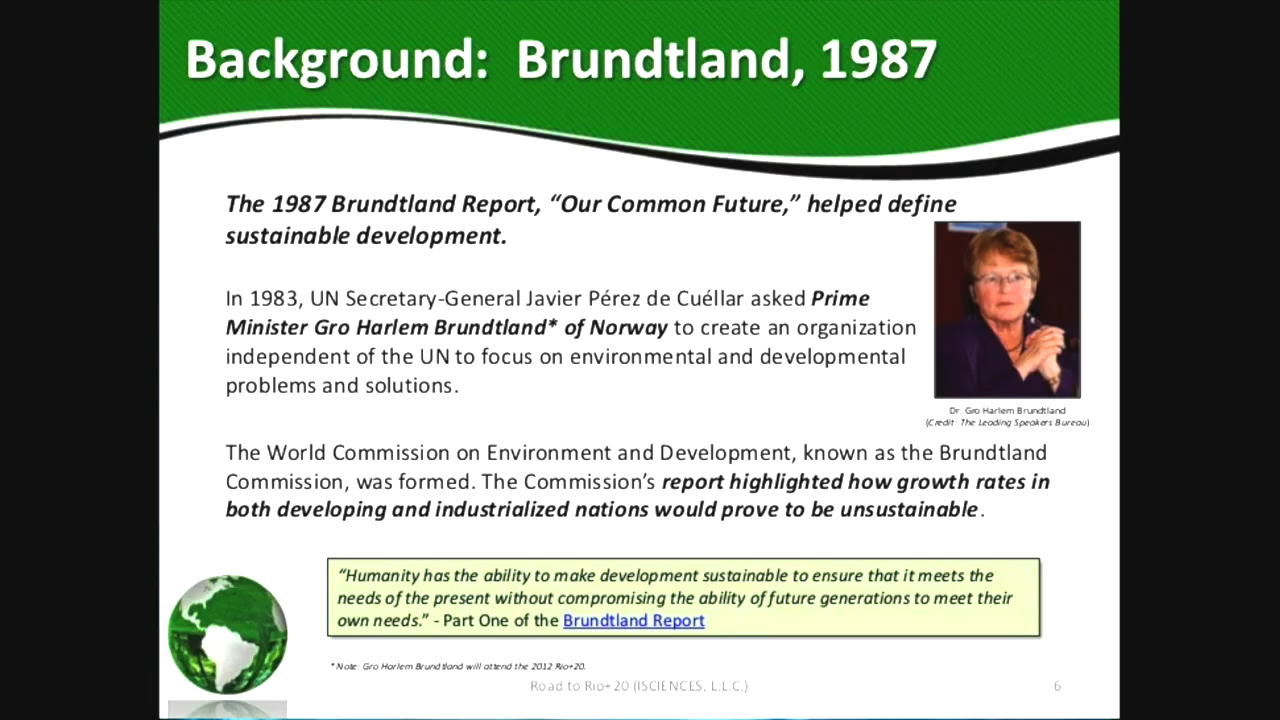 Background:  Brundtland, 1987
The 1987 Brundtland Report, “Our Common Future,” helped define
sustainable development.
In 1983, UN Secretary-General Javier Pérez de Cuéllar asked Prime
Minister Gro Harlem Brundtland* of Norway to create an organization
independent of the UN to focus on environmental and developmental
problems and solutions.
Dr. Gro Harlem Brundtland
(Credit: The Leading Speakers Bureau)
The World Commission on Environment and Development, known as the Brundtland
Commission, was formed. The Commission’s report highlighted how growth rates in
both developing and industrialized nations would prove to be unsustainable.
“Humanity has the ability to make development sustainable to ensure that it meets the
needs of the present without compromising the ability of future generations to meet their
own needs.” - Part One of the Brundtland Report
* Note: Gro Harlem Brundtland will attend the 2012 Rio+20.
Road to Rio+20 (ISCIENCES, L.L.C.)
6